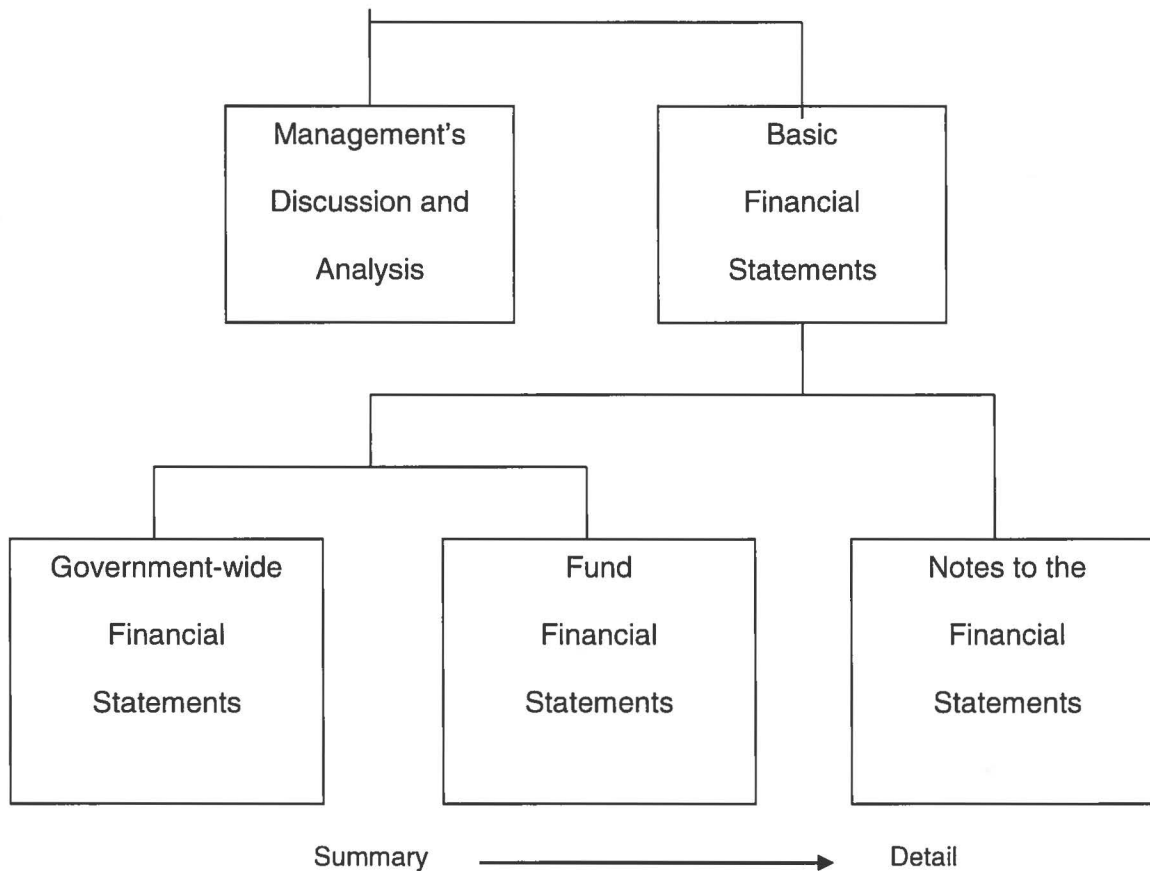 Management's
Discussion and
Analysis
Basic
Financial
Statements
Government-wide
Financial
Statements
Fund
Financial
Statements
Notes to the
Financial
Statements
Summary
Detail